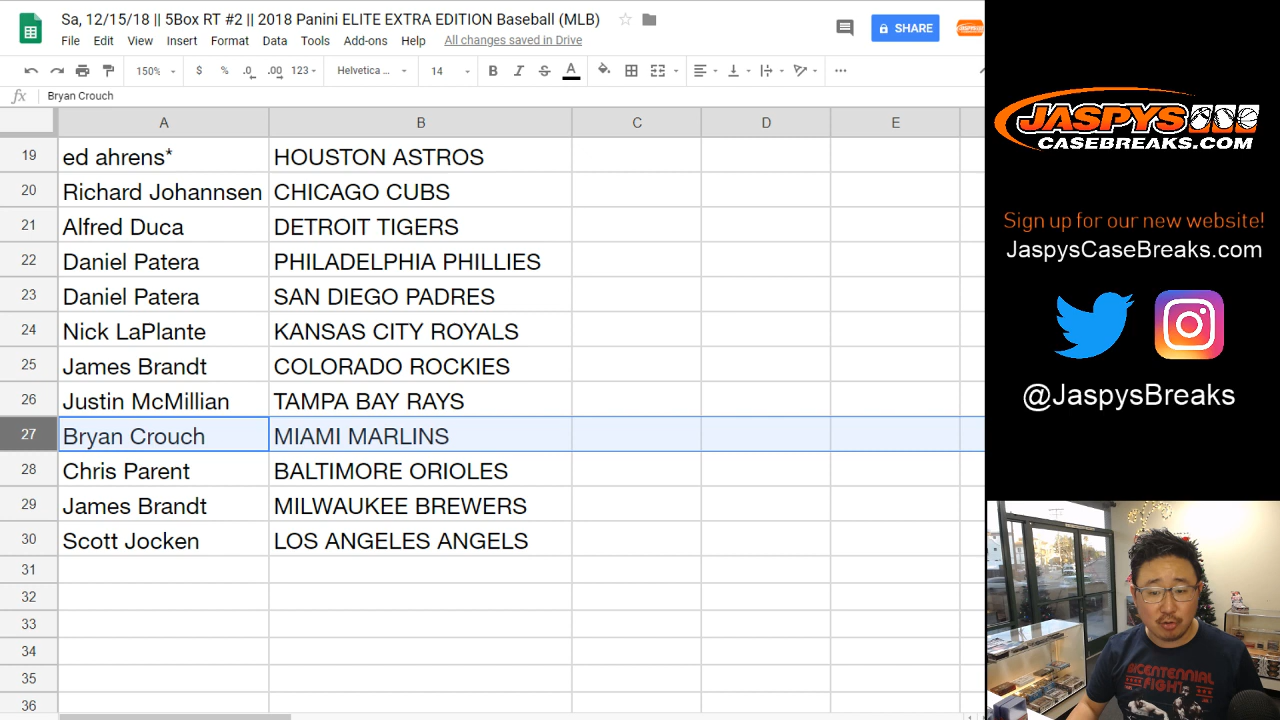 Sa, 12/15/18 || 5Box RT #2 || 2018 Panini ELITE EXTRA EDITION Baseball (MLB)
File Edit View Insert Format Data Tools Add-ons Help All changes saved in Drive
SHARE
150% $ % .0 .00 123 Helvetica ... 14 B I S A
fx Bryan Crouch
A B C D E
19 ed ahrens* HOUSTON ASTROS
20 Richard Johannsen CHICAGO CUBS
21 Alfred Duca DETROIT TIGERS
22 Daniel Patera PHILADELPHIA PHILLIES
23 Daniel Patera SAN DIEGO PADRES
24 Nick LaPlante KANSAS CITY ROYALS
25 James Brandt COLORADO ROCKIES
26 Justin McMillian TAMPA BAY RAYS
27 Bryan Crouch MIAMI MARLINS
28 Chris Parent BALTIMORE ORIOLES
29 James Brandt MILWAUKEE BREWERS
30 Scott Jocken LOS ANGELES ANGELS
31
32
33
34
35
36
JASPYS
CASEBREAKS.COM
Sign up for our new website!
JaspysCaseBreaks.com
@JaspysBreaks
BICENTENNIAL
FIGHT